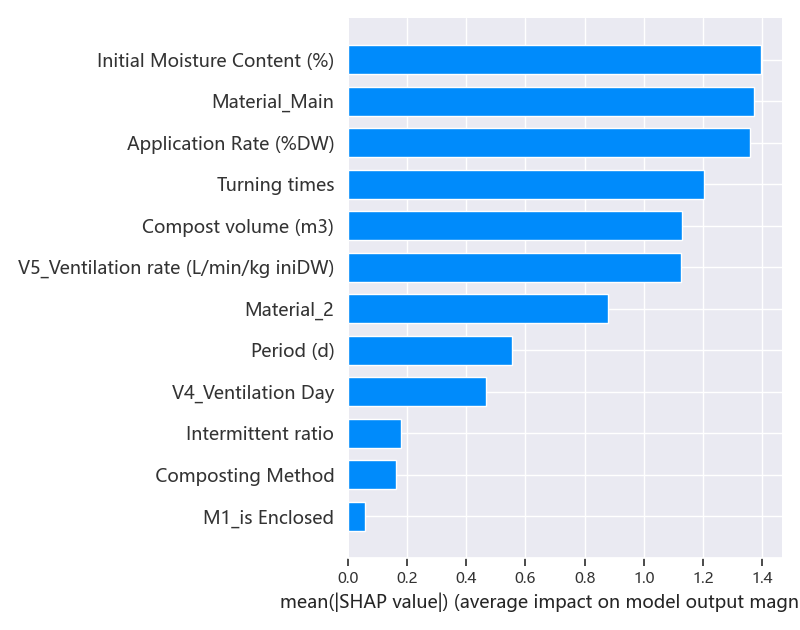 Initial Moisture Content (%)
Material_Main
Application Rate (%DW)
Turning times
Compost volume (m3)
V5_Ventilation rate (L/min/kg iniDW)
Material_2
Period (d)
V4_Ventilation Day
Intermittent ratio
Composting Method
M1_is Enclosed
0.0 0.2 0.4 0.6 0.8 1.0 1.2 1.4
mean(|SHAP value|) (average impact on model output magn